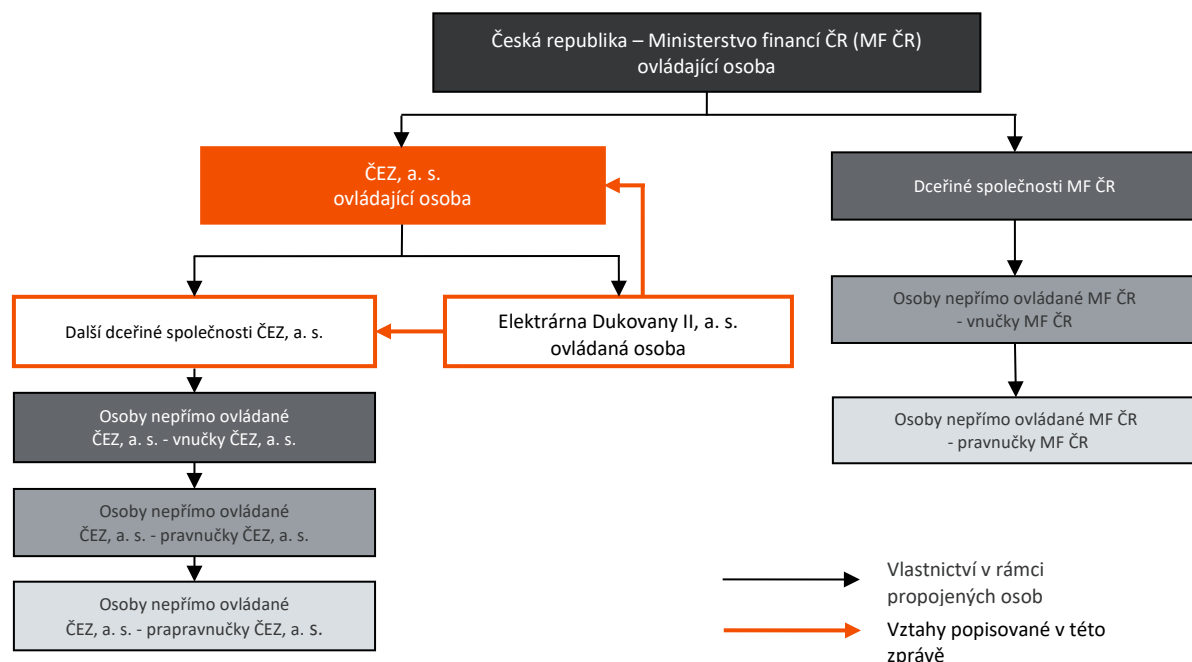 Česká republika – Ministerstvo financí ČR (MF ČR)
ovládající osoba
ČEZ, a. s.
ovládající osoba
Dceřiné společnosti MF ČR
Další dceřiné společnosti ČEZ, a. s.
Elektrárna Dukovany II, a. s.
ovládaná osoba
Osoby nepřímo ovládané MF ČR
- vnučky MF ČR
Osoby nepřímo ovládané
ČEZ, a. s. - vnučky ČEZ, a. s.
Osoby nepřímo ovládané MF ČR
- pravnučky MF ČR
Osoby nepřímo ovládané
ČEZ, a. s. - pravnučky ČEZ, a. s.
Osoby nepřímo ovládané
ČEZ, a. s. - prapravnučky ČEZ, a. s.
Vlastnictví v rámci
propojených osob
Vztahy popisované v této
zprávě